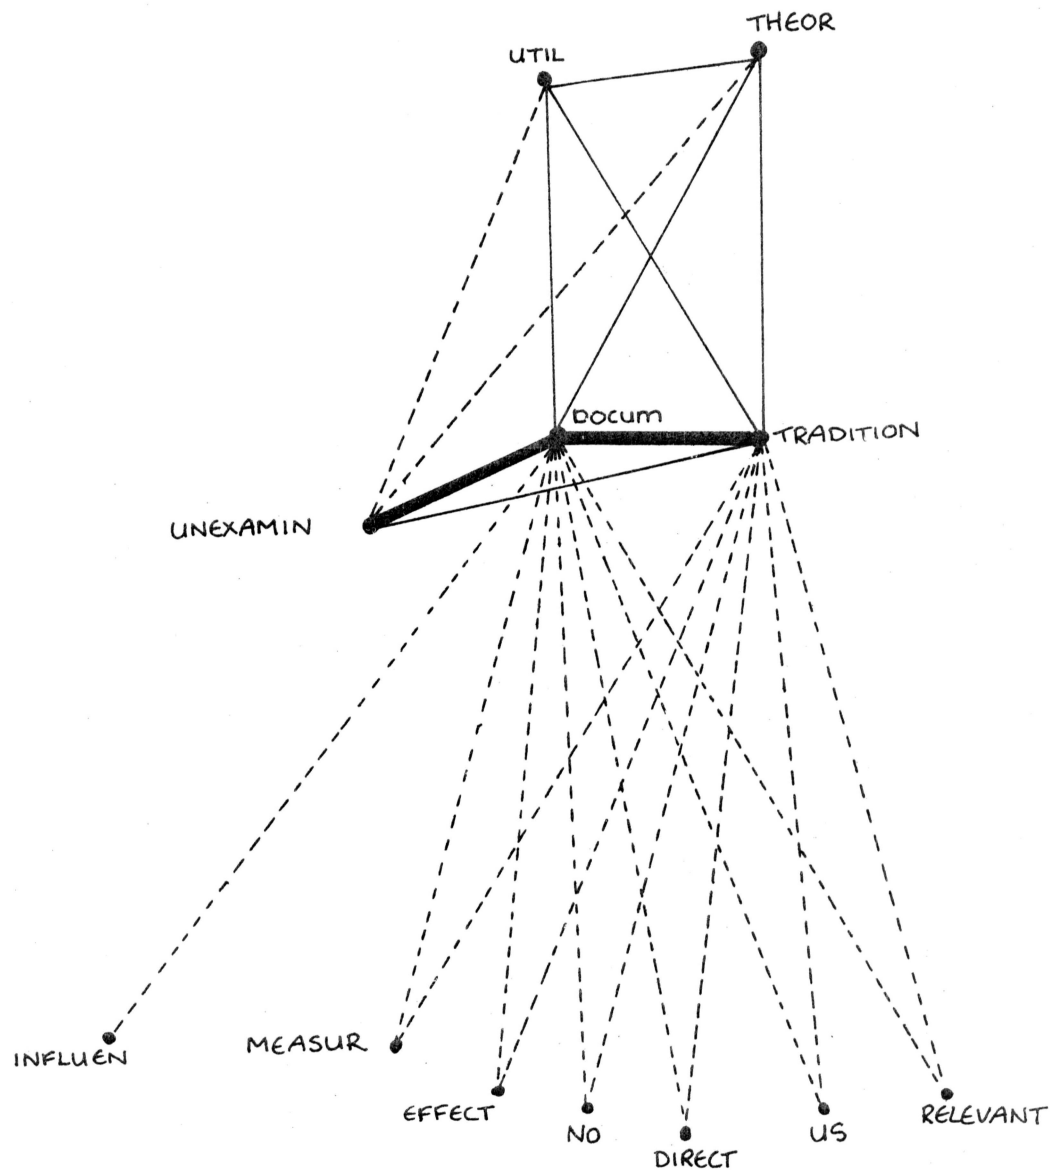 THEOR
UTIL
DOCUM
TRADITION
UNEXAMIN
INFLUEN
MEASUR
EFFECT
NO
DIRECT
US
RELEVANT